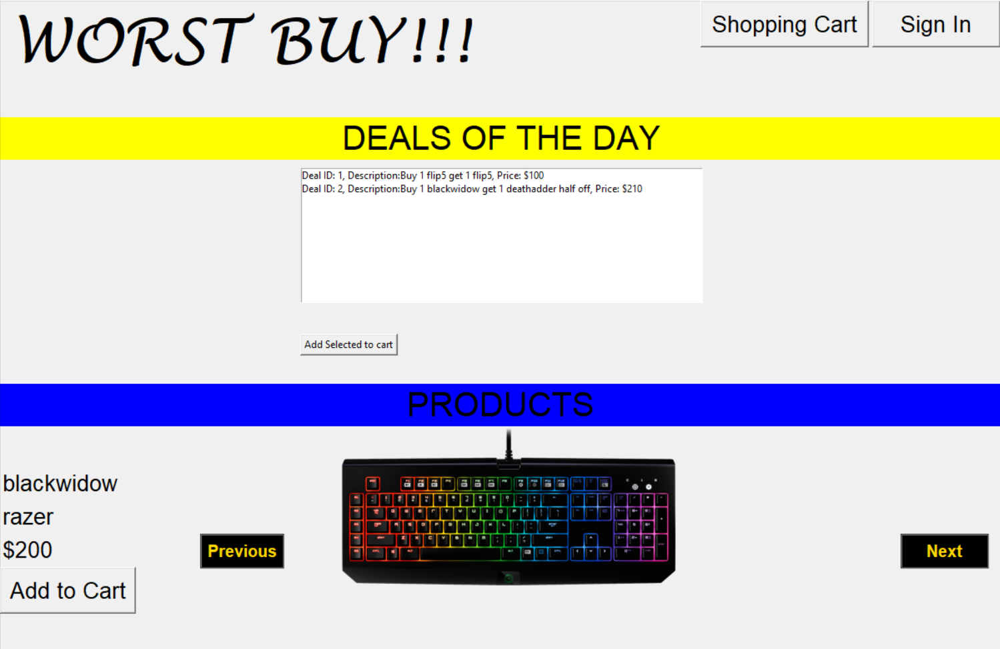 WORST BUY!!!
Shopping Cart
Sign In
DEALS OF THE DAY
Deal ID: 1, Description:Buy 1 flip5 get 1 flip5, Price: $100
Deal ID: 2, Description:Buy 1 blackwidow get 1 deathadder half off, Price: $210
Add Selected to cart
PRODUCTS
blackwidow
razer
$200
Previous
Next
Add to Cart